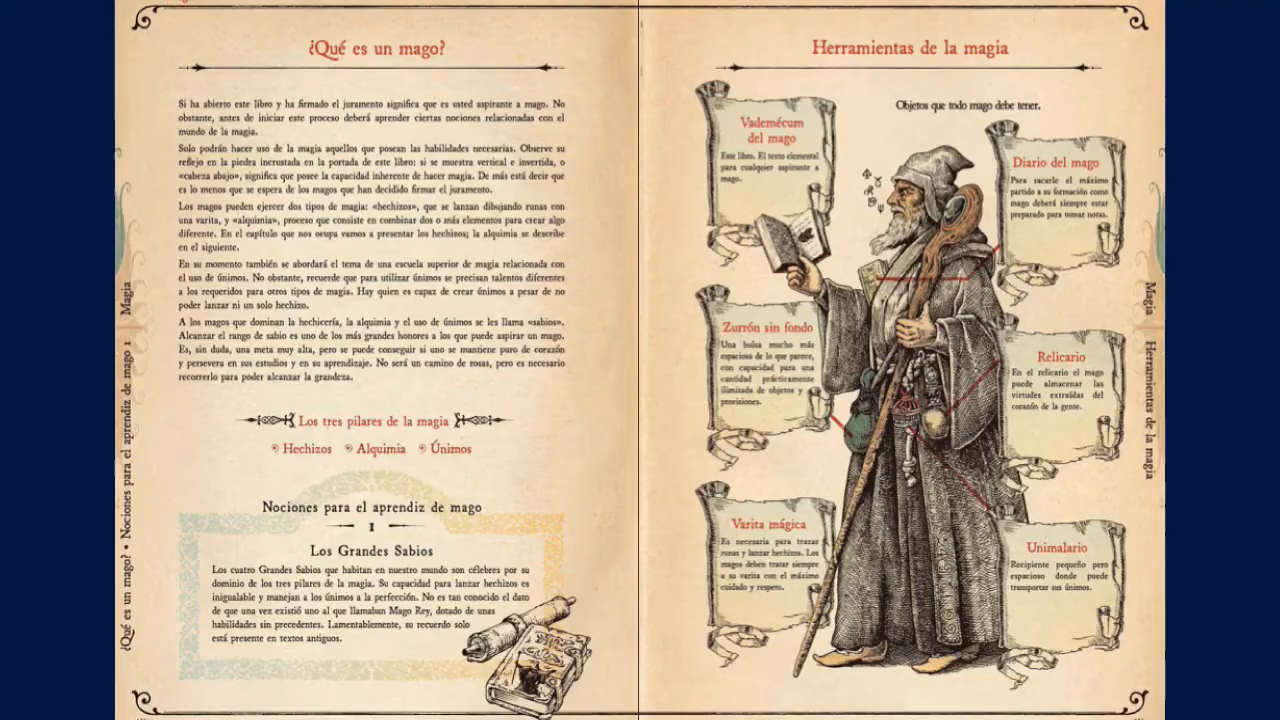 ¿Qué es un mago?
Si ha abierto este libro y ha firmado el juramento significa que es usted aspirante a mago. No
obstante, antes de iniciar este proceso deberá aprender ciertas nociones relacionadas con el
mundo de la magia.
Solo podrán hacer uso de la magia aquellos que posean las habilidades necesarias. Observe su
reflejo en la piedra incrustada en la portada de este libro: si se muestra vertical e invertida, o
«cabeza abajo», significa que posee la capacidad inherente de hacer magia. De más está decir que
es lo menos que se espera de los magos que han decidido firmar el juramento.
Los magos pueden ejercer dos tipos de magia: «hechizos», que se lanzan dibujando runas con
una varita, y «alquimia», proceso que consiste en combinar dos o más elementos para crear algo
diferente. En el capítulo que nos ocupa vamos a presentar los hechizos; la alquimia se describe
en el siguiente.
En su momento también se abordará el tema de una escuela superior de magia relacionada con
el uso de únimos. No obstante, recuerde que para utilizar únimos se precisan talentos diferentes
a los requeridos para otros tipos de magia. Hay quien es capaz de crear únimos a pesar de no
poder lanzar ni un solo hechizo.
A los magos que dominan la hechicería, la alquimia y el uso de únimos se les llama «sabios».
Alcanzar el rango de sabio es uno de los más grandes honores a los que puede aspirar un mago.
Es, sin duda, una meta muy alta, pero se puede conseguir si uno se mantiene puro de corazón
y persevera en sus estudios y en su aprendizaje. No será un camino de rosas, pero es necesario
recorrerlo para poder alcanzar la grandeza.
Los tres pilares de la magia
Hechizos Alquimia Únimos
Nociones para el aprendiz de mago
1
Los Grandes Sabios
Los cuatro Grandes Sabios que habitan en nuestro mundo son célebres por su
dominio de los tres pilares de la magia. Su capacidad para lanzar hechizos es
inigualable y manejan a los únimos a la perfección. No es tan conocido el dato
de que una vez existió uno al que llamaban Mago Rey, dotado de unas
habilidades sin precedentes. Lamentablemente, su recuerdo solo
está presente en textos antiguos.
¿Qué es un mago? • Nociones para el aprendiz de mago 1 Magia
Herramientas de la magia
Objetos que todo mago debe tener.
Vademécum
del mago
Este libro. El texto elemental
para cualquier aspirante a
mago.
Diario del mago
Para sacarle el máximo
partido a su formación como
mago deberá siempre estar
preparado para tomar notas.
Zurrón sin fondo
Una bolsa mucho más
espaciosa de lo que parece,
con capacidad para una
cantidad prácticamente
ilimitada de objetos y
provisiones.
Relicario
En el relicario el mago
puede almacenar las
virtudes extraídas del
corazón de la gente.
Varita mágica
Es necesaria para trazar
runas y lanzar hechizos. Los
magos deben tratar siempre
a su varita con el máximo
cuidado y respeto.
Unimalario
Recipiente pequeño pero
espacioso donde puede
transportar sus únimos.
Magia Herramientas de la magia